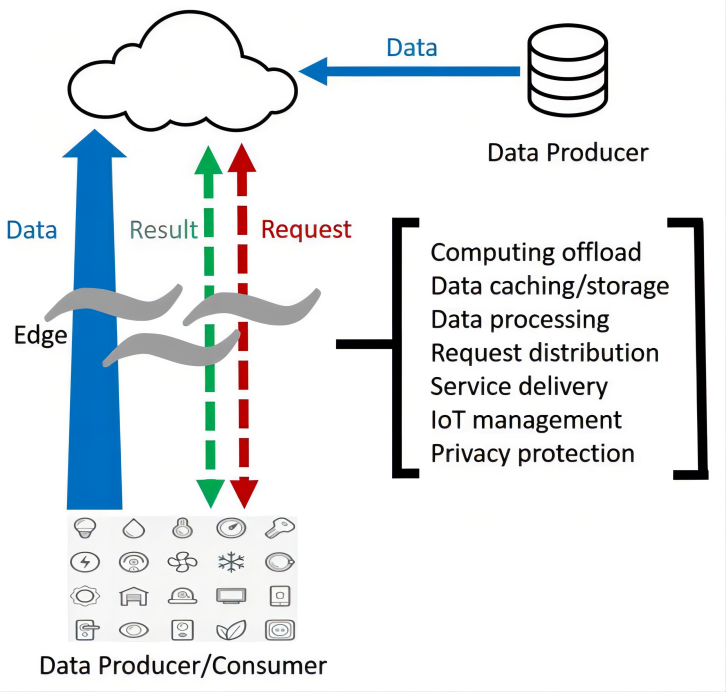 Data
Data Producer
Data
Result
Request
Edge
Computing offload
Data caching/storage
Data processing
Request distribution
Service delivery
IoT management
Privacy protection
Data Producer/Consumer